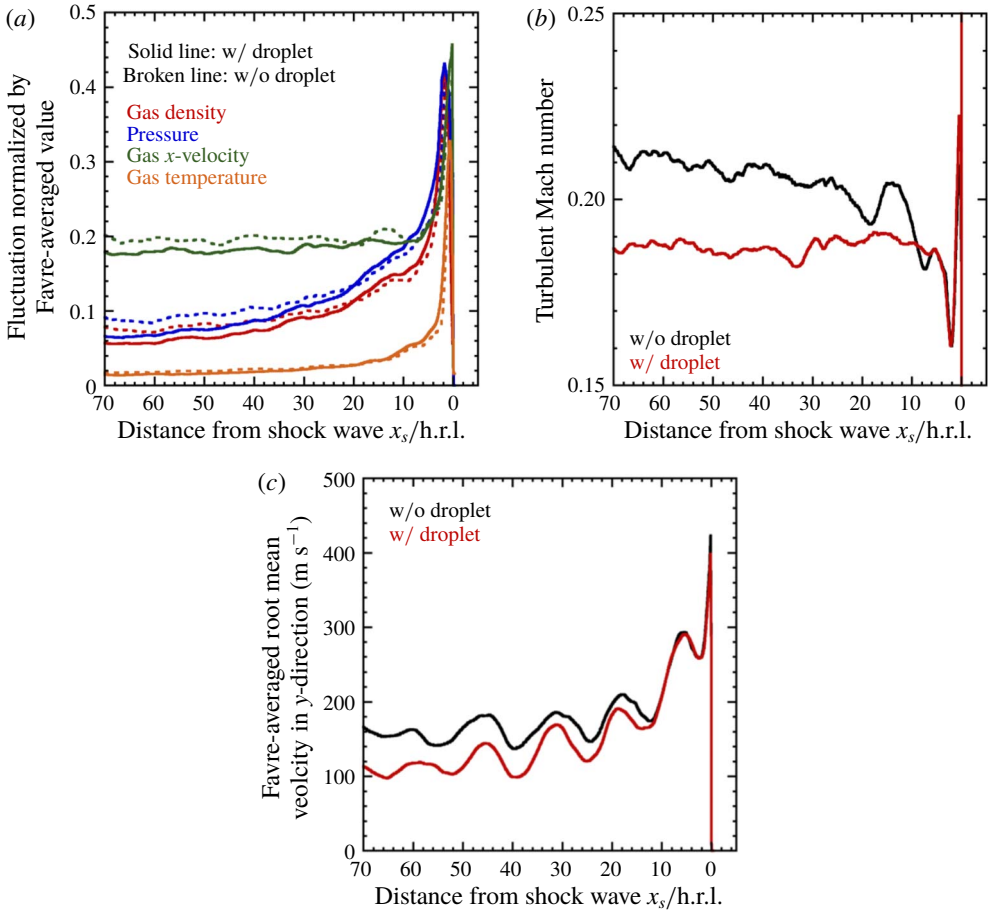 (a)
Solid line: w/ droplet
Broken line: w/o droplet
Gas density
Pressure
Gas x-velocity
Gas temperature
Fluctuation normalized by
Favre-averaged value
0.5
0.4
0.3
0.2
0.1
0
70 60 50 40 30 20 10 0
Distance from shock wave xₛ/h.r.l.
(b)
Turbulent Mach number
0.25
0.20
0.15
w/o droplet
w/ droplet
70 60 50 40 30 20 10 0
Distance from shock wave xₛ/h.r.l.
(c)
w/o droplet
w/ droplet
Favre-averaged root mean
veolcity in y-direction (m s⁻¹)
500
400
300
200
100
0
70 60 50 40 30 20 10 0
Distance from shock wave xₛ/h.r.l.